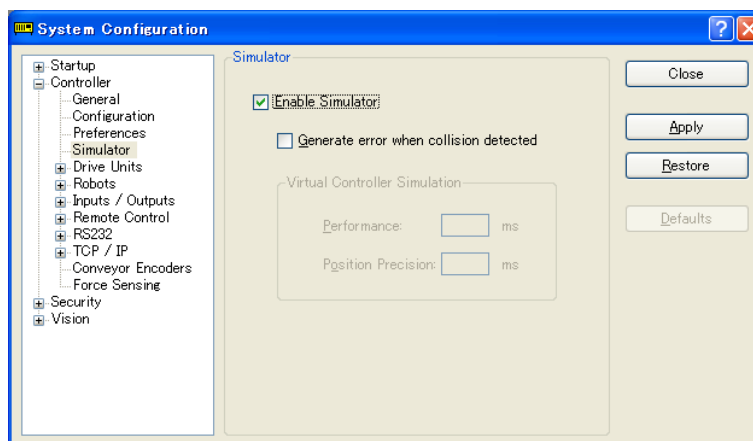 System Configuration
Startup
Controller
General
Configuration
Preferences
Simulator
Drive Units
Robots
Inputs / Outputs
Remote Control
RS232
TCP / IP
Conveyor Encoders
Force Sensing
Security
Vision
Simulator
Enable Simulator
Generate error when collision detected
Virtual Controller Simulation
Performance: ms
Position Precision: ms
Close
Apply
Restore
Defaults